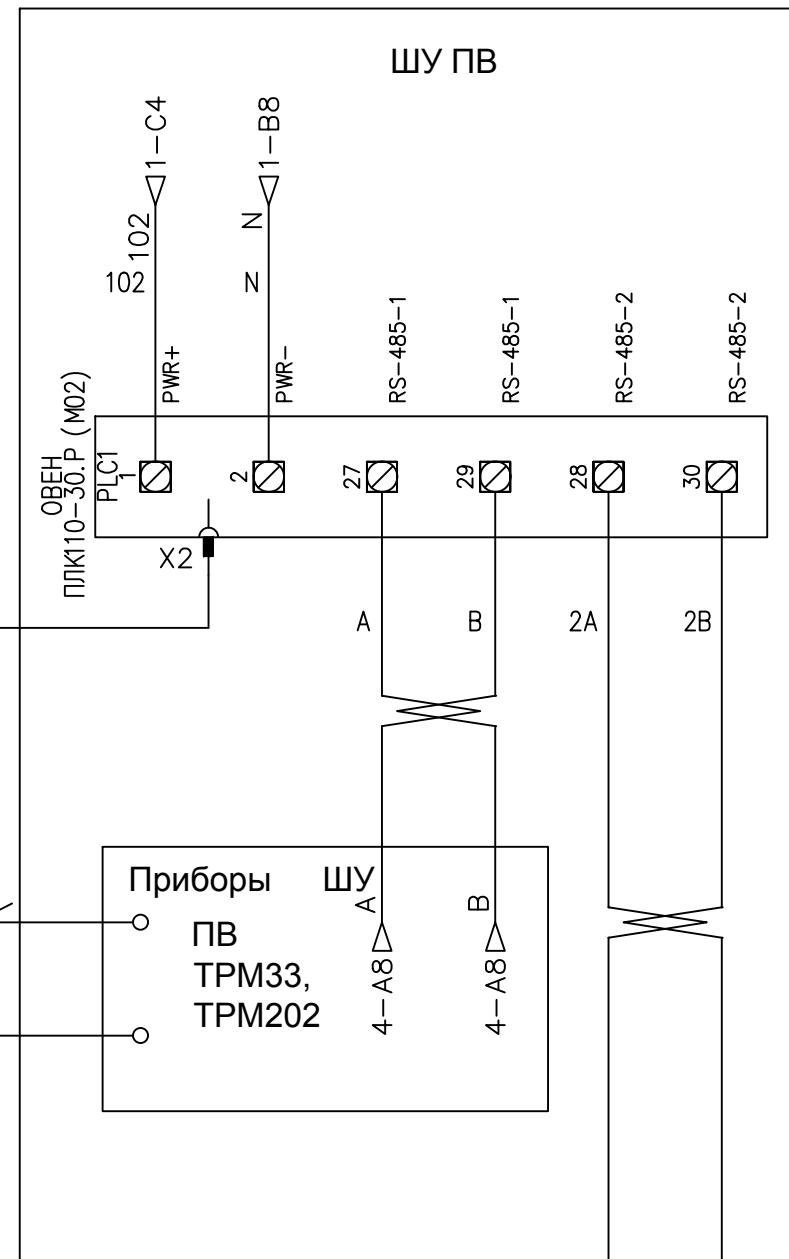 ШУ ПВ
1-C4
1-B8
102
N
102
N
PWR+
PWR-
RS-485-1
RS-485-1
RS-485-2
RS-485-2
ОВЕН
ПЛК110-30.Р (М02)
PLC1
1
2
27
29
28
30
X2
A
B
2A
2B
Приборы ШУ
ПВ
ТРМ33,
ТРМ202
A
B
4-A8
4-A8